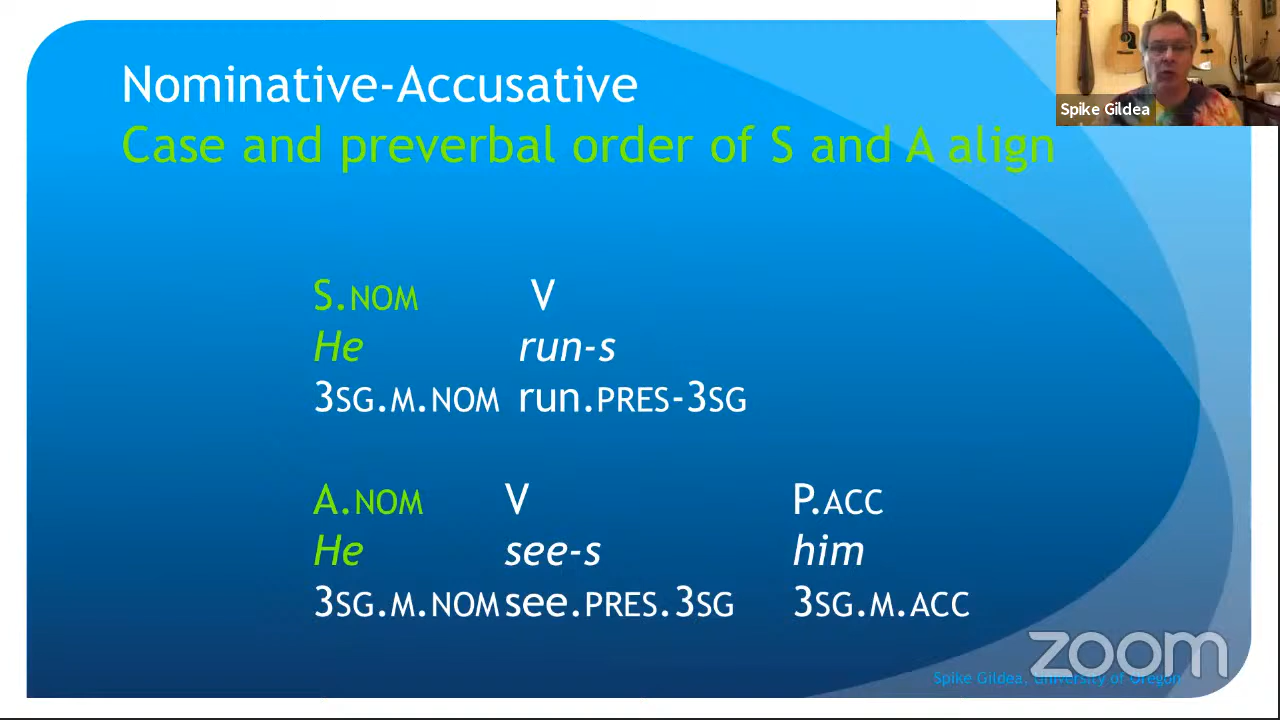 Nominative-Accusative
Case and preverbal order of S and A align
Spike Gildea
S.NOM V
He run-s
3SG.M.NOM run.PRES-3SG
A.NOM V P.ACC
He see-s him
3SG.M.NOM see.PRES.3SG 3SG.M.ACC
zoom
Spike Gildea, University of Oregon